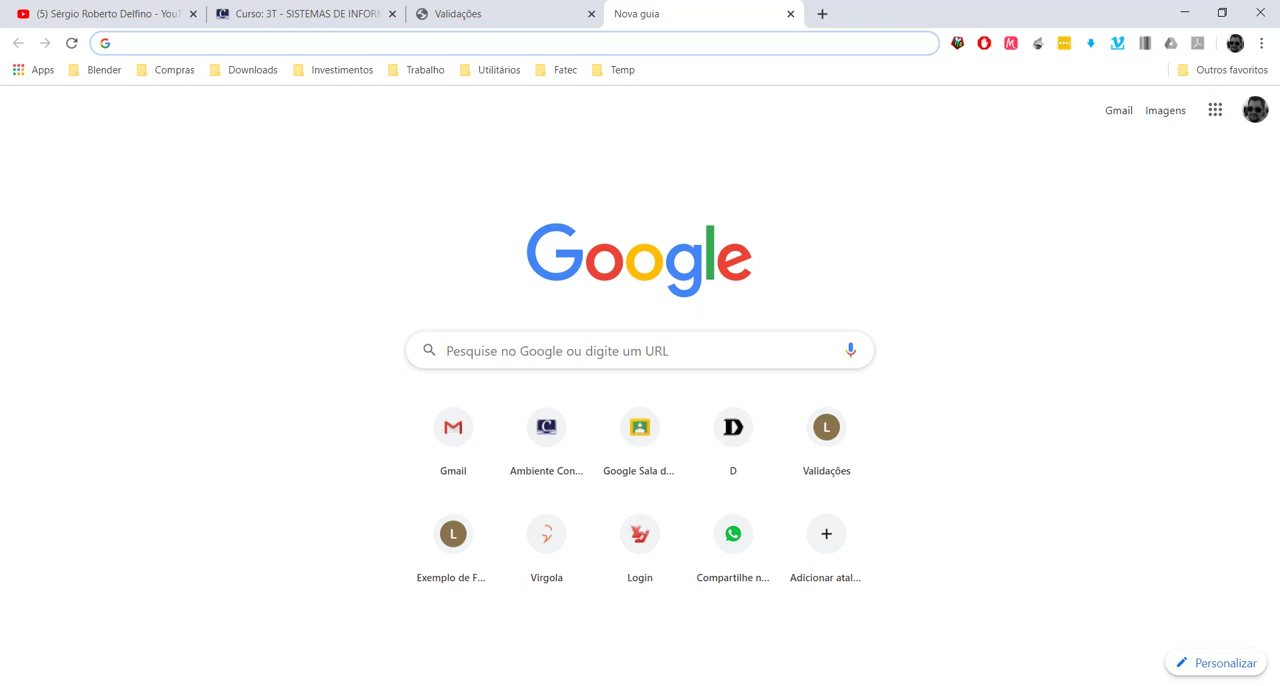 (5) Sérgio Roberto Delfino - YouT
Curso: 3T - SISTEMAS DE INFOR
Validações
Nova guia
Apps
Blender
Compras
Downloads
Investimentos
Trabalho
Utilitários
Fatec
Temp
Outros favoritos
Gmail
Imagens
Google
Pesquise no Google ou digite um URL
Gmail
Ambiente Con...
Google Sala d...
D
Validações
L
L
Exemplo de F...
Virgola
Login
Compartilhe n...
Adicionar atal...
Personalizar